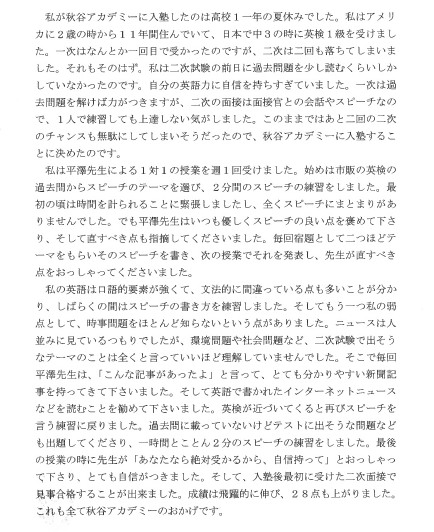 私が秋谷アカデミーに入塾したのは高校1一年の夏休みでした。私はアメリ
カに2歳の時から11年間住んでいて、日本で中3の時に英検1級を受けまし
た。一次はなんとか一回目で受かったのですが、二次は二回も落ちてしまいま
した。それもそのはず。私は二次試験の前日に過去問題を少し読むくらいしか
していなかったのです。自分の英語力に自信を持ちすぎていました。一次は過
去問題を解けば力がつきますが、二次の面接は面接官との会話やスピーチなの
で、1人で練習しても上達しない気がしました。このままではあと二回の二次
のチャンスも無駄にしてしまいそうだったので、秋谷アカデミーに入塾するこ
とに決めたのです。
私は平澤先生による1対1の授業を週1回受けました。始めは市販の英検の
過去問からスピーチのテーマを選び、2分間のスピーチの練習をしました。最
初の頃は時間を計られることに緊張しましたし、全くスピーチにまとまりがあ
りませんでした。でも平澤先生はいつも優しくスピーチの良い点を褒めて下さ
り、そして直すべき点も指摘してくださいました。毎回宿題として二つほどテ
ーマをもらいそのスピーチを書き、次の授業でそれを発表し、先生が直すべき
点をおっしゃってくださいました。
私の英語は口語的要素が強くて、文法的に間違っている点も多いことが分か
り、しばらくの間はスピーチの書き方を練習しました。そしてもう一つ私の弱
点として、時事問題をほとんど知らないという点がありました。ニュースは人
並みに見ているつもりでしたが、環境問題や社会問題など、二次試験で出そう
なテーマのことは全くと言っていいほど理解していませんでした。そこで毎回
平澤先生は、「こんな記事があったよ」と言って、とても分かりやすい新聞記
事を持ってきて下さいました。そして英語で書かれたインターネットニュース
などを読むことを勧めて下さいました。英検が近づいてくると再びスピーチを
言う練習に戻りました。過去問に載っていないけどテストに出そうな問題など
も出題してくださり、一時間とことん2分のスピーチの練習をしました。最後
の授業の時に先生が「あなたなら絶対受かるから、自信持って」とおっしゃっ
て下さり、とても自信がつきました。そして、入塾後最初に受けた二次面接で
見事合格することが出来ました。成績は飛躍的に伸び、28点も上がりました。
これも全て秋谷アカデミーのおかげです。